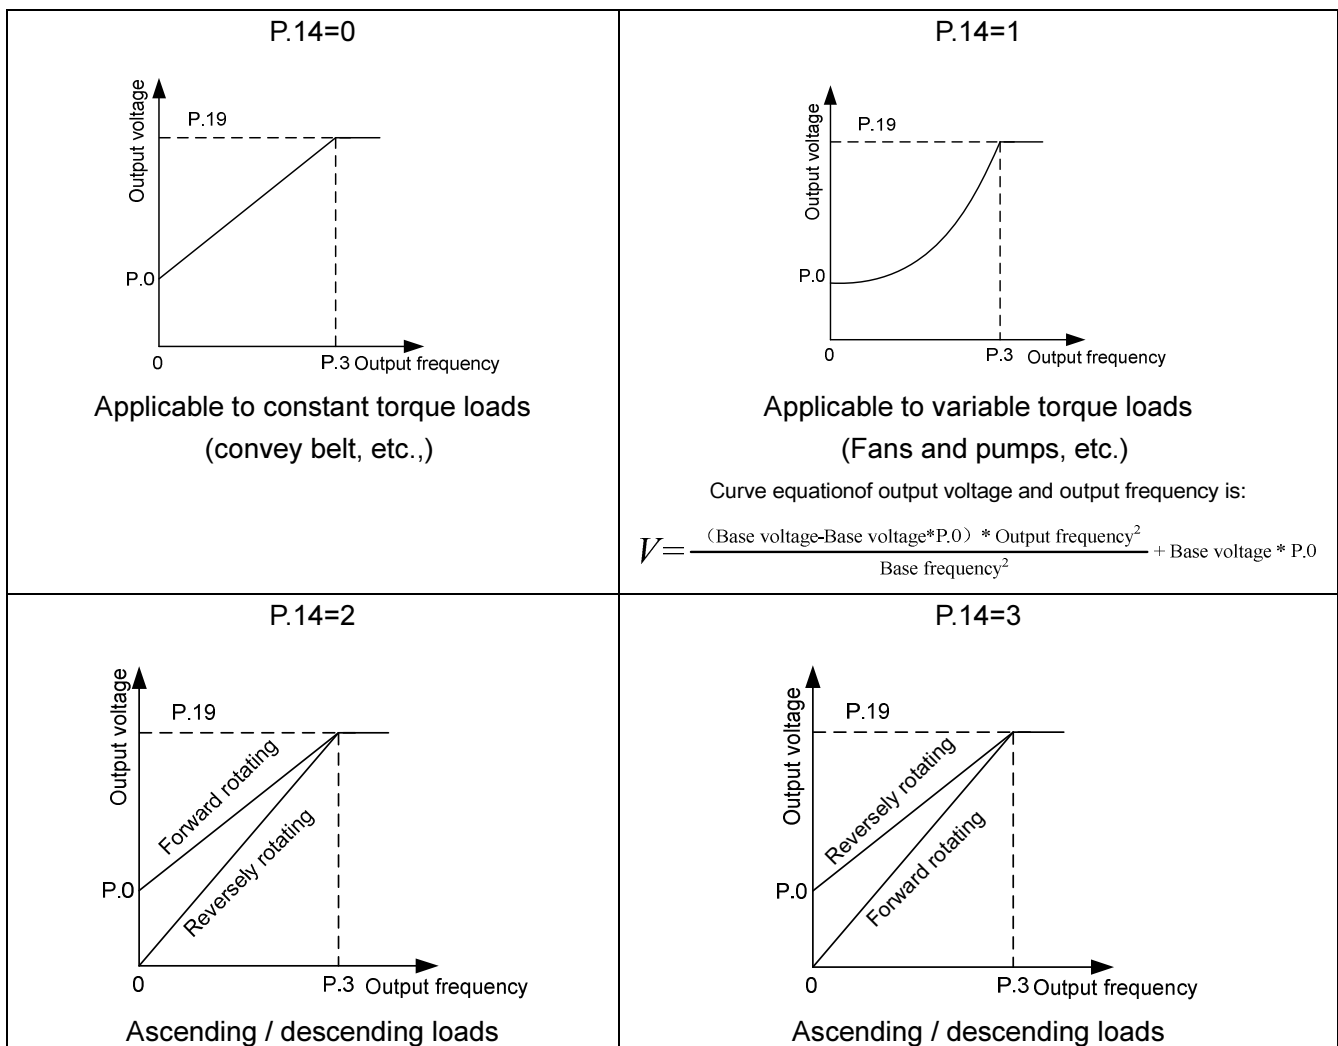 P.14=0
Output voltage
P.19
P.0
0
P.3 Output frequency
Applicable to constant torque loads
(convey belt, etc.,)
P.14=1
Output voltage
P.19
P.0
0
P.3 Output frequency
Applicable to variable torque loads
(Fans and pumps, etc.)
Curve equationof output voltage and output frequency is:
V= (Base voltage-Base voltage*P.0) * Output frequency² / Base frequency² + Base voltage * P.0
P.14=2
Output voltage
P.19
Forward rotating
Reversely rotating
P.0
0
P.3 Output frequency
Ascending / descending loads
P.14=3
Output voltage
P.19
Reversely rotating
Forward rotating
P.0
0
P.3 Output frequency
Ascending / descending loads